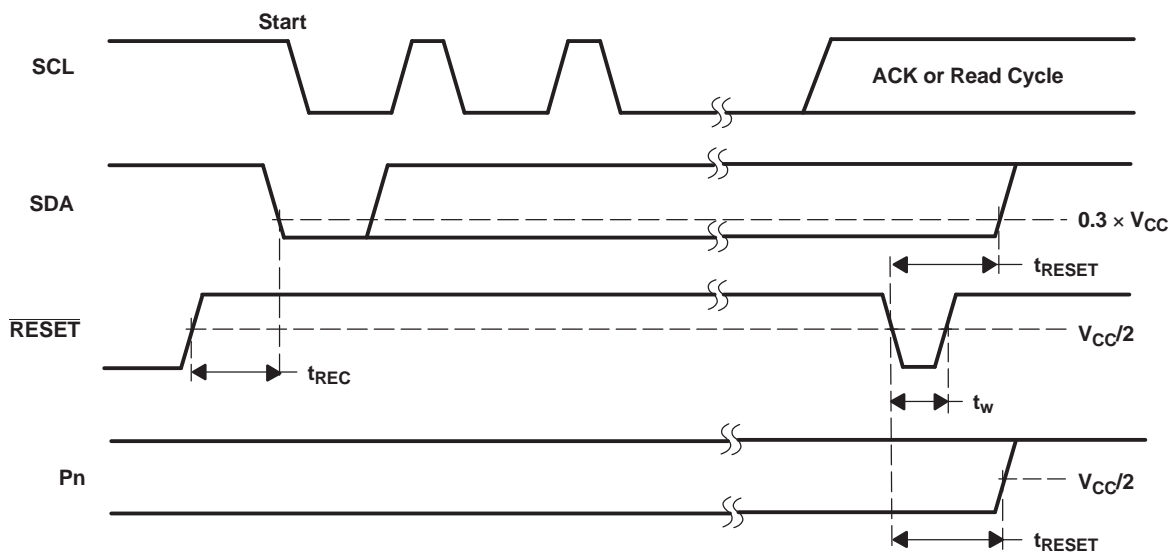 Start
SCL
ACK or Read Cycle
SDA
0.3 × VCC
tRESET
RESET
VCC/2
tREC
tw
Pn
VCC/2
tRESET